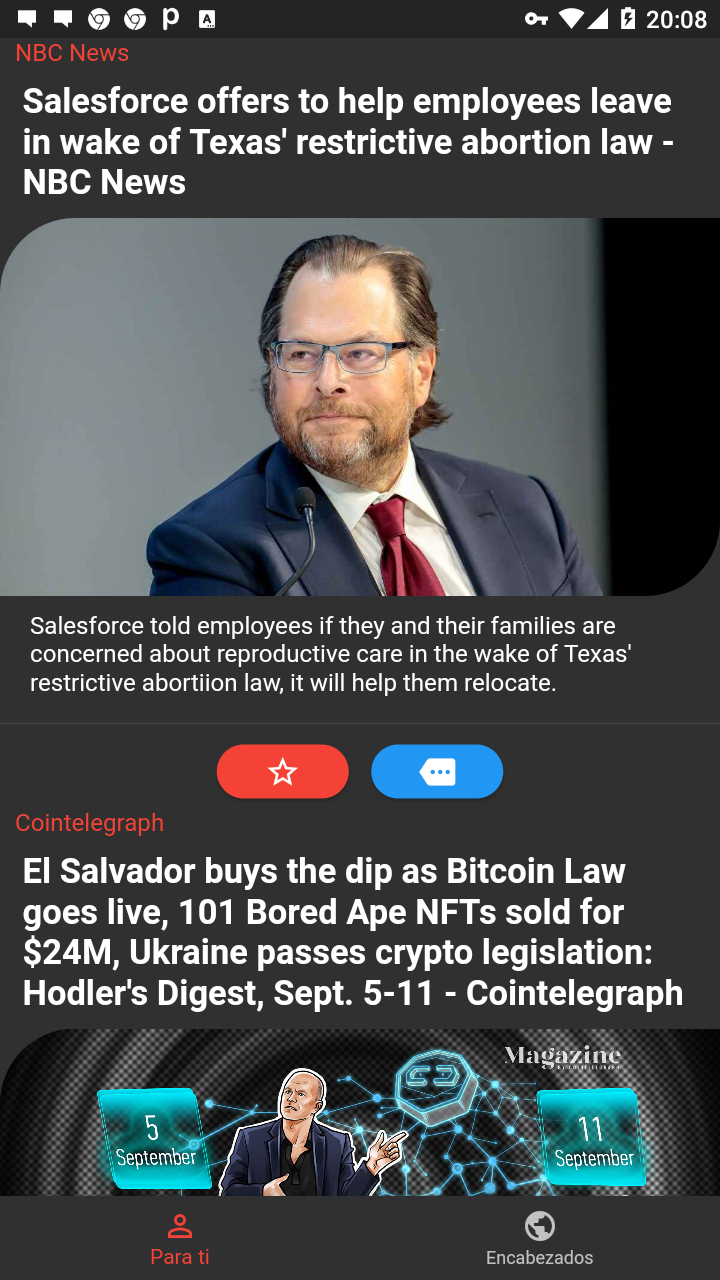 20:08
NBC News
Salesforce offers to help employees leave
in wake of Texas' restrictive abortion law -
NBC News
Salesforce told employees if they and their families are
concerned about reproductive care in the wake of Texas'
restrictive abortiion law, it will help them relocate.
Cointelegraph
El Salvador buys the dip as Bitcoin Law
goes live, 101 Bored Ape NFTs sold for
$24M, Ukraine passes crypto legislation:
Hodler's Digest, Sept. 5-11 - Cointelegraph
Magazine
BY COINTELEGRAPH
5
September
11
September
Para ti
Encabezados